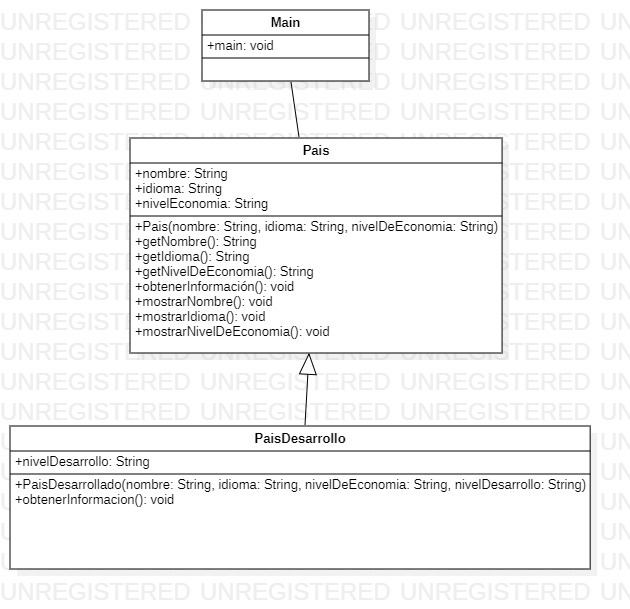 Main
+main: void
Pais
+nombre: String
+idioma: String
+nivelEconomia: String
+Pais(nombre: String, idioma: String, nivelDeEconomia: String)
+getNombre(): String
+getIdioma(): String
+getNivelDeEconomia(): String
+obtenerInformación(): void
+mostrarNombre(): void
+mostrarIdioma(): void
+mostrarNivelDeEconomia(): void
PaisDesarrollo
+nivelDesarrollo: String
+PaisDesarrollado(nombre: String, idioma: String, nivelDeEconomia: String, nivelDesarrollo: String)
+obtenerInformacion(): void
UNREGISTERED UNREGISTERED UNREGISTERED UN